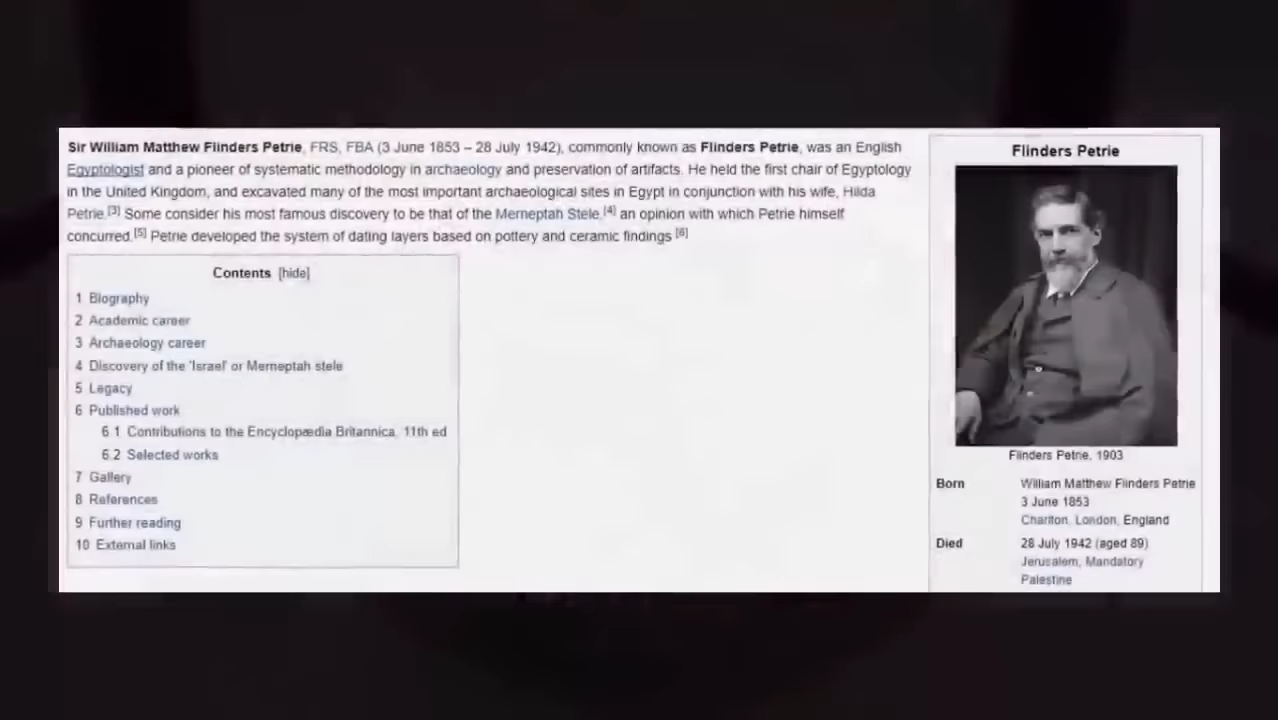 Sir William Matthew Flinders Petrie, FRS, FBA (3 June 1853 – 28 July 1942), commonly known as Flinders Petrie, was an English
Egyptologist and a pioneer of systematic methodology in archaeology and preservation of artifacts. He held the first chair of Egyptology
in the United Kingdom, and excavated many of the most important archaeological sites in Egypt in conjunction with his wife, Hilda
Petrie.[3] Some consider his most famous discovery to be that of the Merneptah Stele,[4] an opinion with which Petrie himself
concurred.[5] Petrie developed the system of dating layers based on pottery and ceramic findings [6]
Contents [hide]
1 Biography
2 Academic career
3 Archaeology career
4 Discovery of the 'Israel' or Merneptah stele
5 Legacy
6 Published work
6.1 Contributions to the Encyclopædia Britannica, 11th ed
6.2 Selected works
7 Gallery
8 References
9 Further reading
10 External links
Flinders Petrie
Flinders Petrie, 1903
Born William Matthew Flinders Petrie
3 June 1853
Charlton, London, England
Died 28 July 1942 (aged 89)
Jerusalem, Mandatory
Palestine